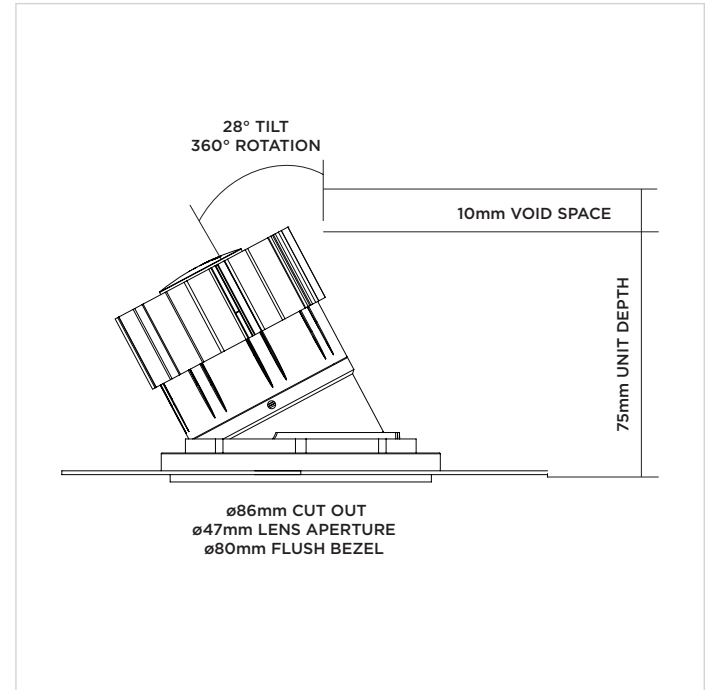 28° TILT
360° ROTATION
10mm VOID SPACE
75mm UNIT DEPTH
ø86mm CUT OUT
ø47mm LENS APERTURE
ø80mm FLUSH BEZEL